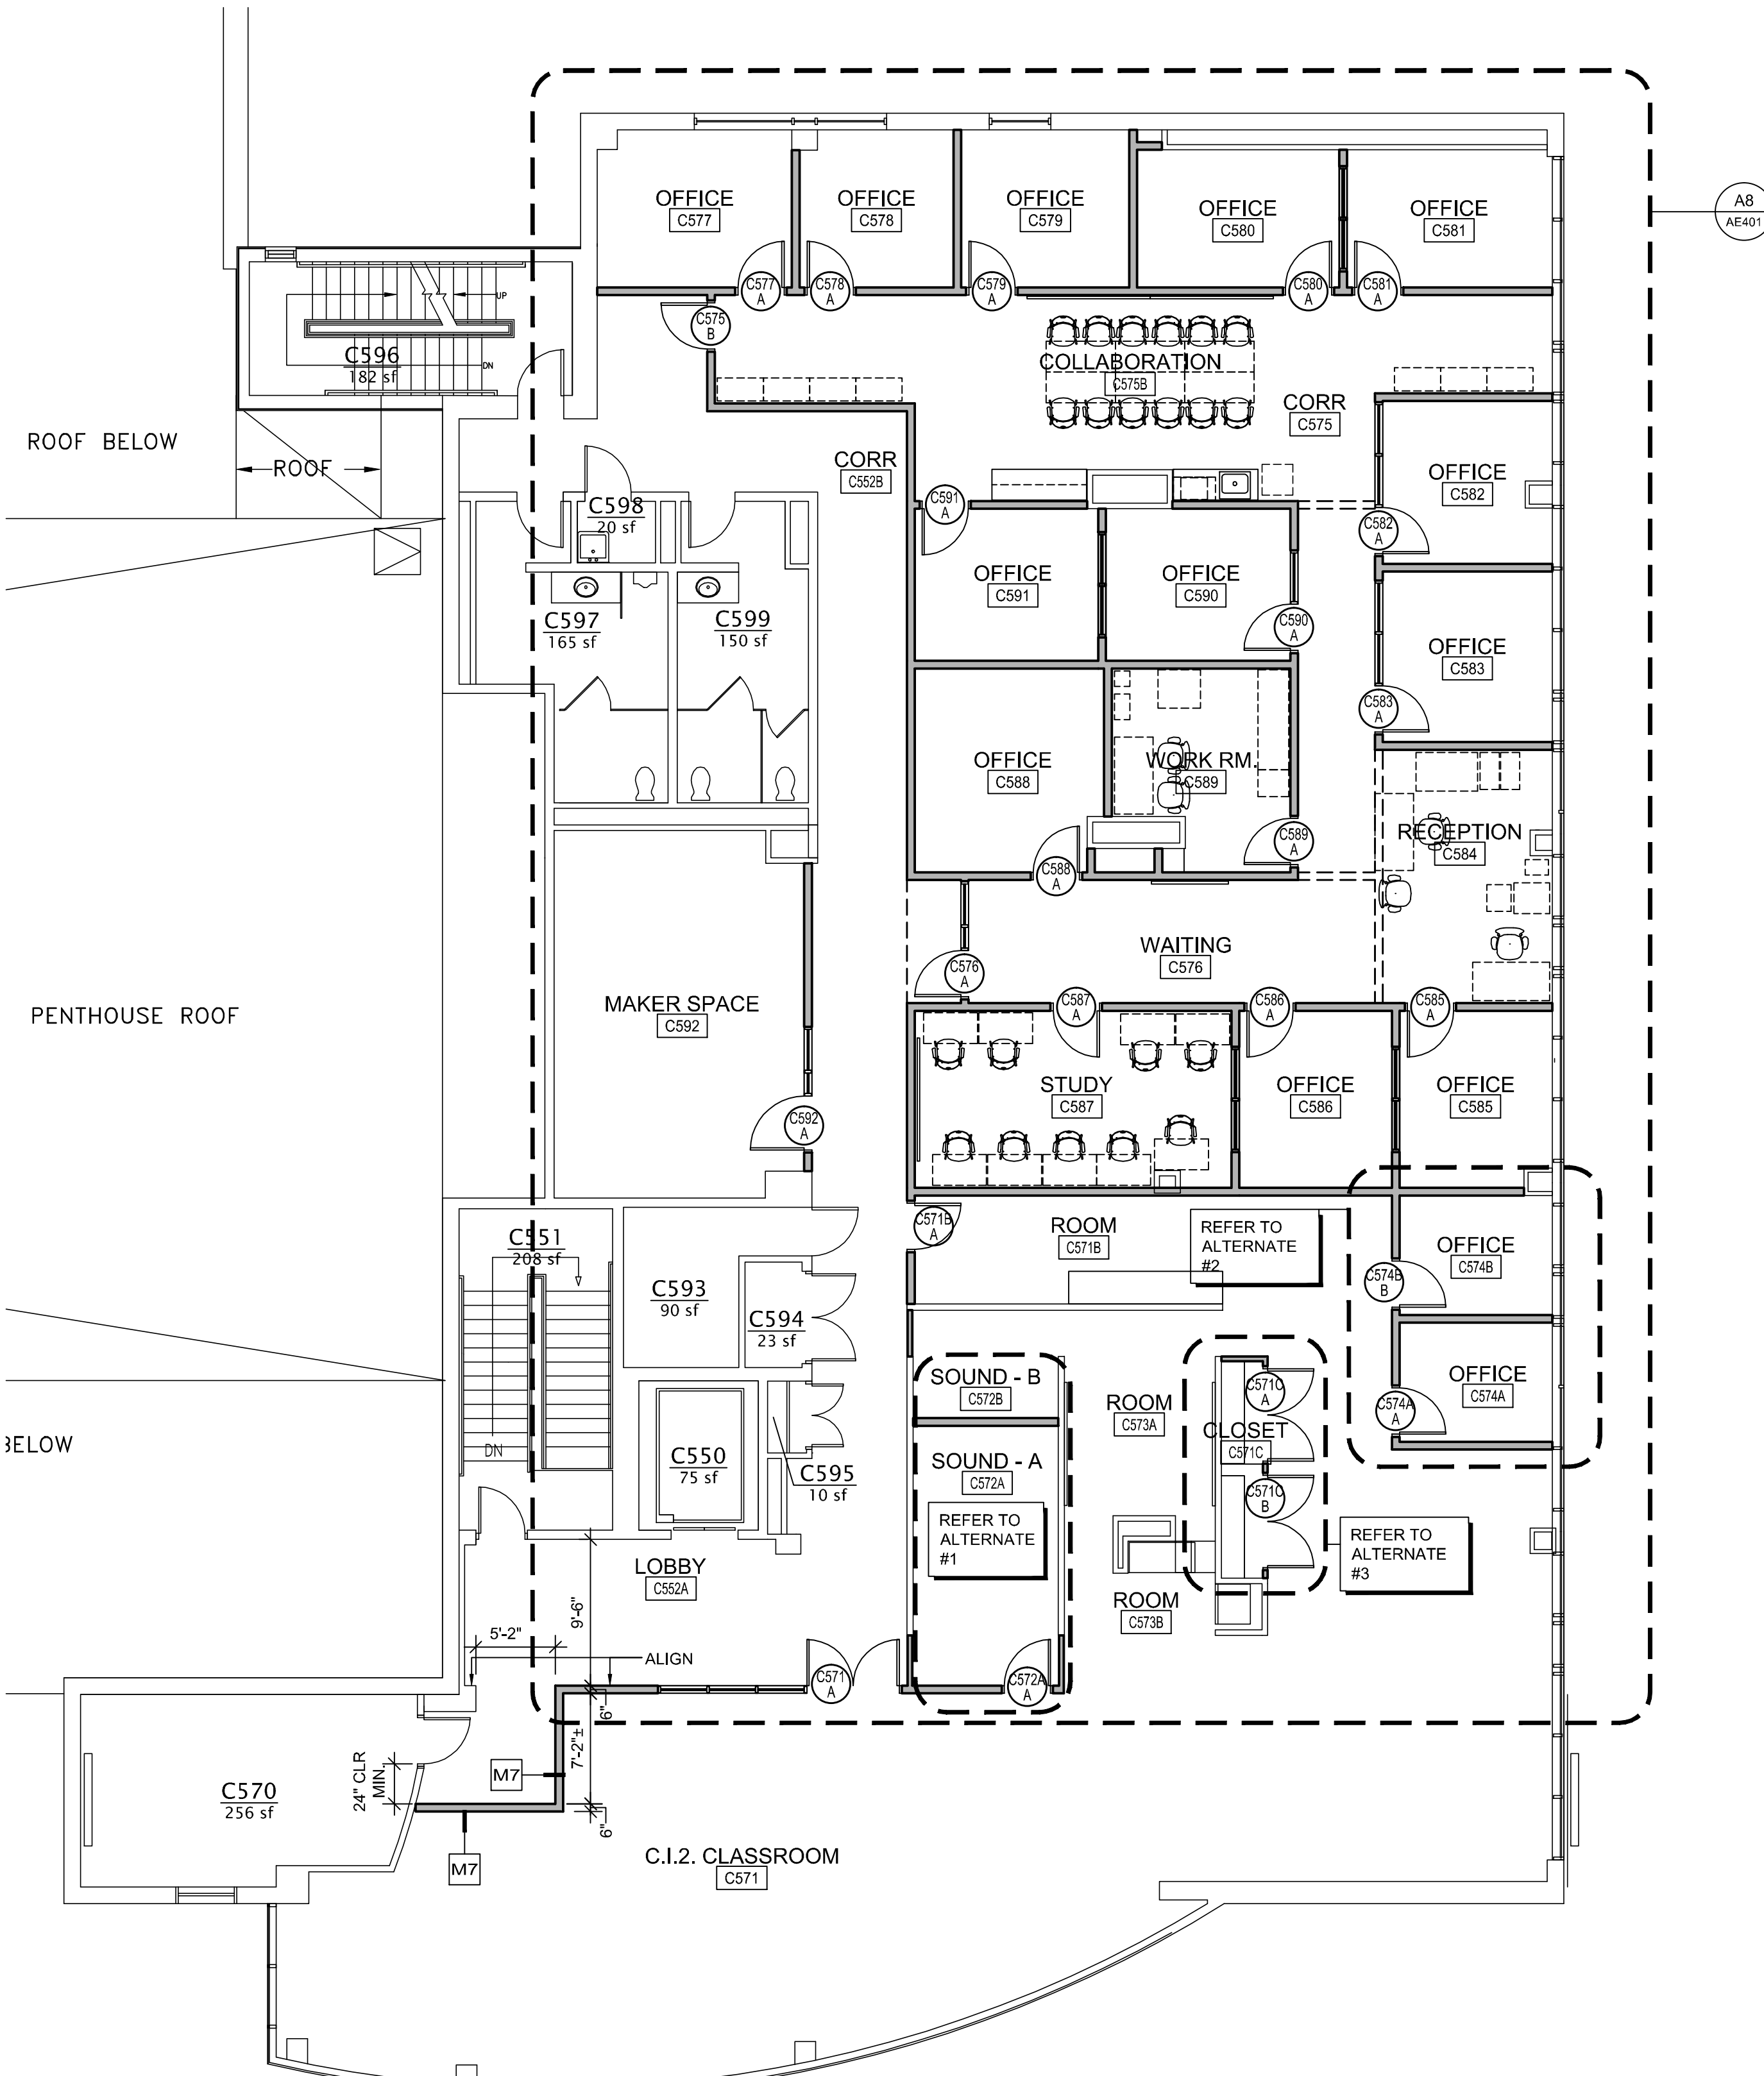 A8
AE401
OFFICE
C577
OFFICE
C578
OFFICE
C579
OFFICE
C580
OFFICE
C581
C577
A
C578
A
C579
A
C580
A
C581
A
UP
C575
B
C596
182 sf
DN
COLLABORATION
C575B
CORR
C575
ROOF BELOW
ROOF
CORR
C552B
OFFICE
C582
C591
A
C598
20 sf
C582
A
OFFICE
C591
OFFICE
C590
C597
165 sf
C599
150 sf
C590
A
OFFICE
C583
C583
A
OFFICE
C588
WORK RM.
C589
C589
A
RECEPTION
C584
C588
A
WAITING
C576
C576
A
PENTHOUSE ROOF
MAKER SPACE
C592
C587
A
C586
A
C585
A
STUDY
C587
OFFICE
C586
OFFICE
C585
C592
A
C571B
A
ROOM
C571B
REFER TO
ALTERNATE
#2
OFFICE
C574B
C574B
B
C551
208 sf
C593
90 sf
C594
23 sf
SOUND - B
C572B
ROOM
C573A
C571C
A
CLOSET
C571C
OFFICE
C574A
C574A
A
BELOW
DN
C550
75 sf
C595
10 sf
SOUND - A
C572A
C571C
B
REFER TO
ALTERNATE
#1
REFER TO
ALTERNATE
#3
LOBBY
C552A
ROOM
C573B
9'-6"
5'-2"
ALIGN
C571
A
C572A
A
6"
7'-2"±
24" CLR
MIN.
M7
C570
256 sf
6"
M7
C.I.2. CLASSROOM
C571